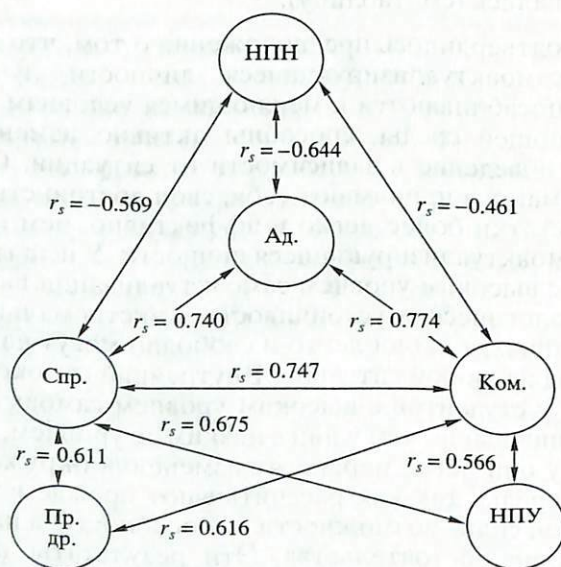 НПН
r_s = −0.644
r_s = −0.569
r_s = −0.461
Ад.
r_s = 0.740
r_s = 0.774
Спр.
r_s = 0.747
Ком.
r_s = 0.675
r_s = 0.611
r_s = 0.566
Пр.
др.
r_s = 0.616
НПУ